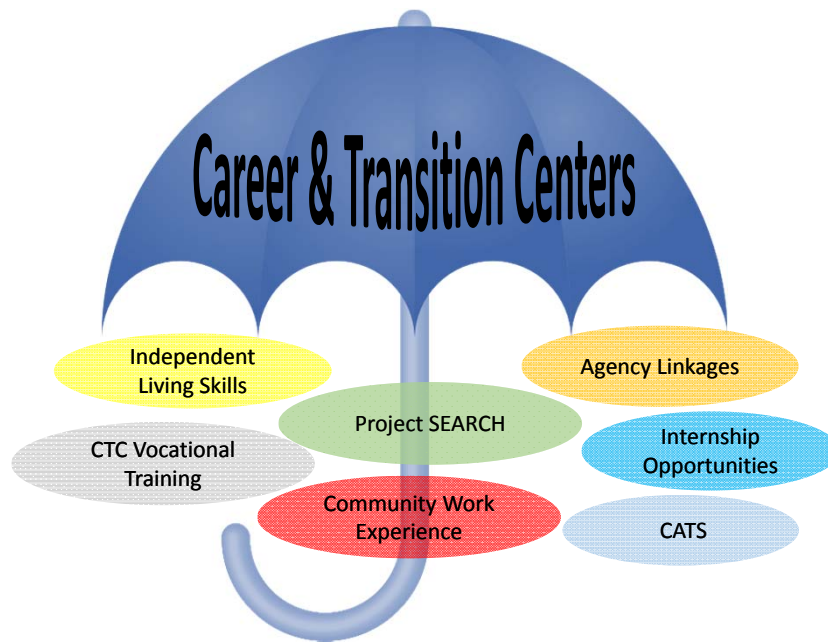 Career & Transition Centers
Independent
Living Skills
Agency Linkages
Project SEARCH
CTC Vocational
Training
Internship
Opportunities
Community Work
Experience
CATS